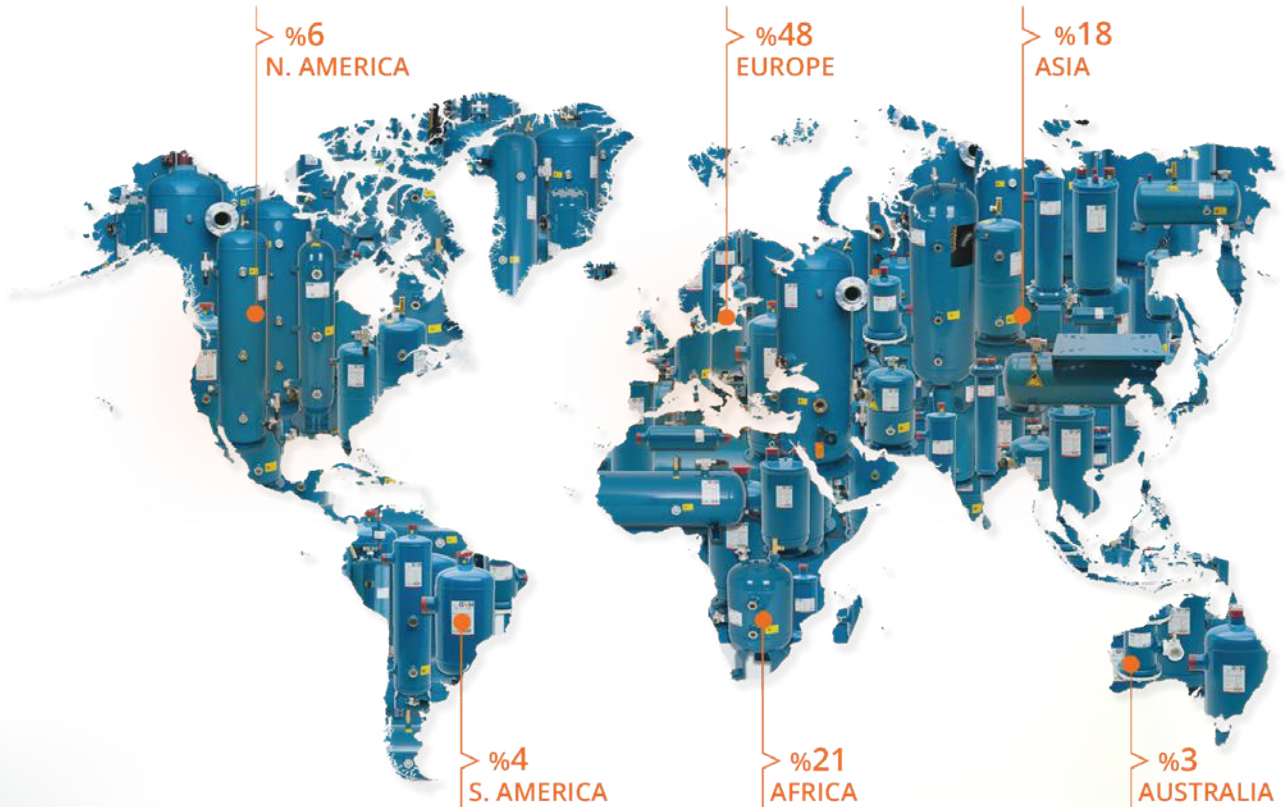 %6
N. AMERICA
%48
EUROPE
%18
ASIA
%4
S. AMERICA
%21
AFRICA
%3
AUSTRALIA